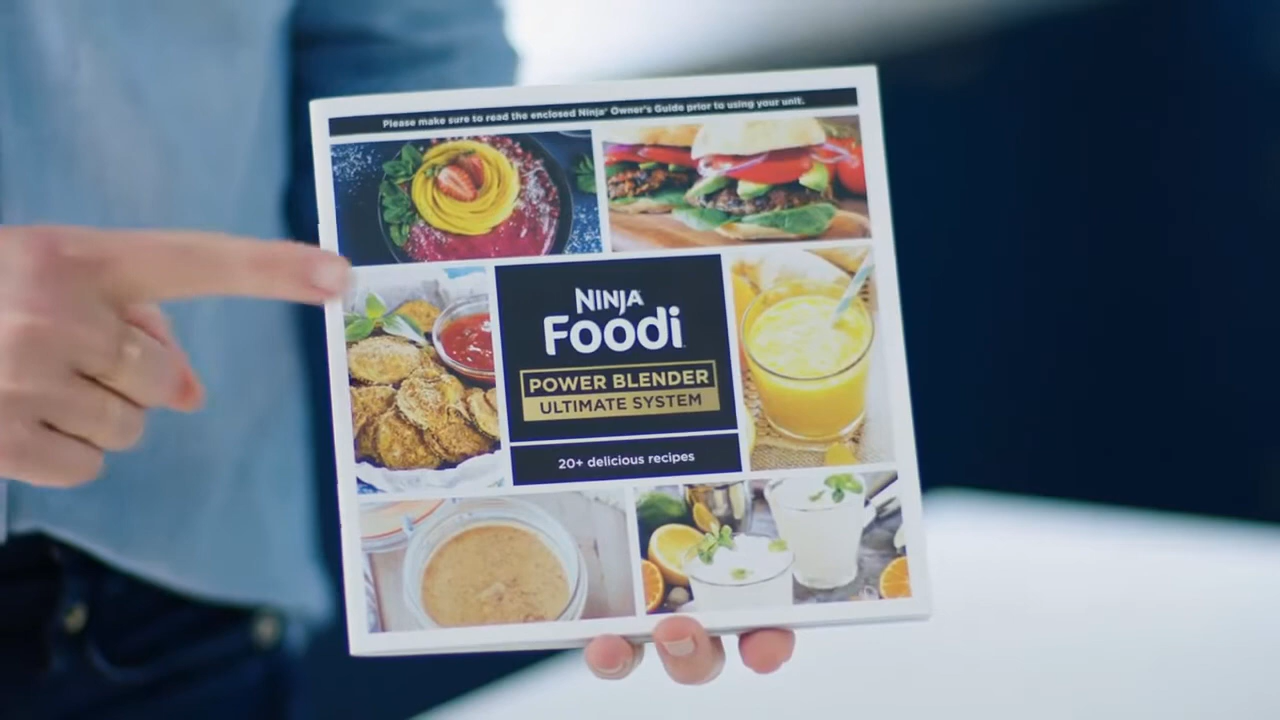 Please make sure to read the enclosed Ninja® Owner's Guide prior to using your unit.
NINJA
Foodi
POWER BLENDER
ULTIMATE SYSTEM
20+ delicious recipes